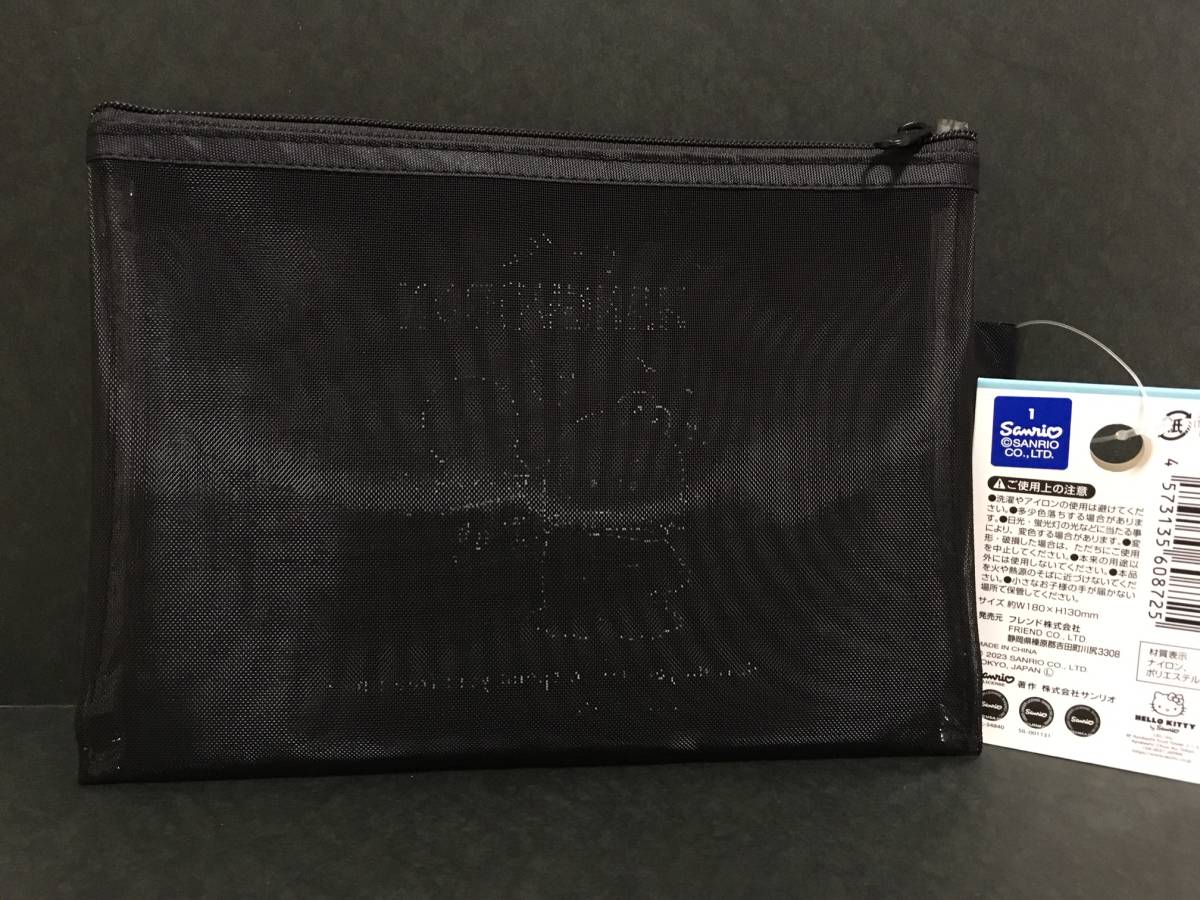 1
Sanrio
©SANRIO
CO., LTD.
紙
ご使用上の注意
●洗濯やアイロンの使用は避けてくだ
さい。●多少色落ちする場合がありま
す。●日光・蛍光灯の光などに当たる事
により、変色する場合があります。●変
形・破損した場合は、ただちにご使用
を中止してください。●本来の用途以
外には使用しないでください。●本品
を火や熱源のそばに近づけないでくだ
さい。●小さなお子様の手が届かない
場所で保管してください。
サイズ 約W180×H130mm
発売元 フレンド株式会社
FRIEND CO., LTD
静岡県榛原郡吉田町川尻3308
MADE IN CHINA
© 2023 SANRIO CO., LTD.
TOKYO, JAPAN Ⓛ
Sanrio 著作 株式会社サンリオ
LICENSE
Sanrio
Sanrio
SIL-001151
4573135608725
材質表示
ナイロン、
ポリエステル
HELLO KITTY
by Sanrio